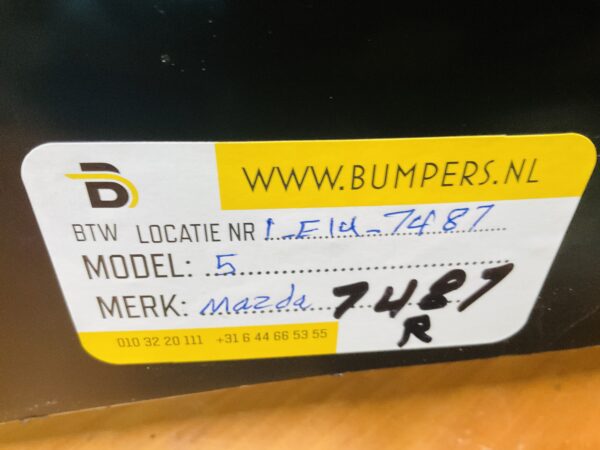 B
WWW.BUMPERS.NL
BTW LOCATIE NR 1-E14-7487
MODEL: 5
MERK: Mazda 7487
R
010 32 20 111 +31 6 44 66 53 55